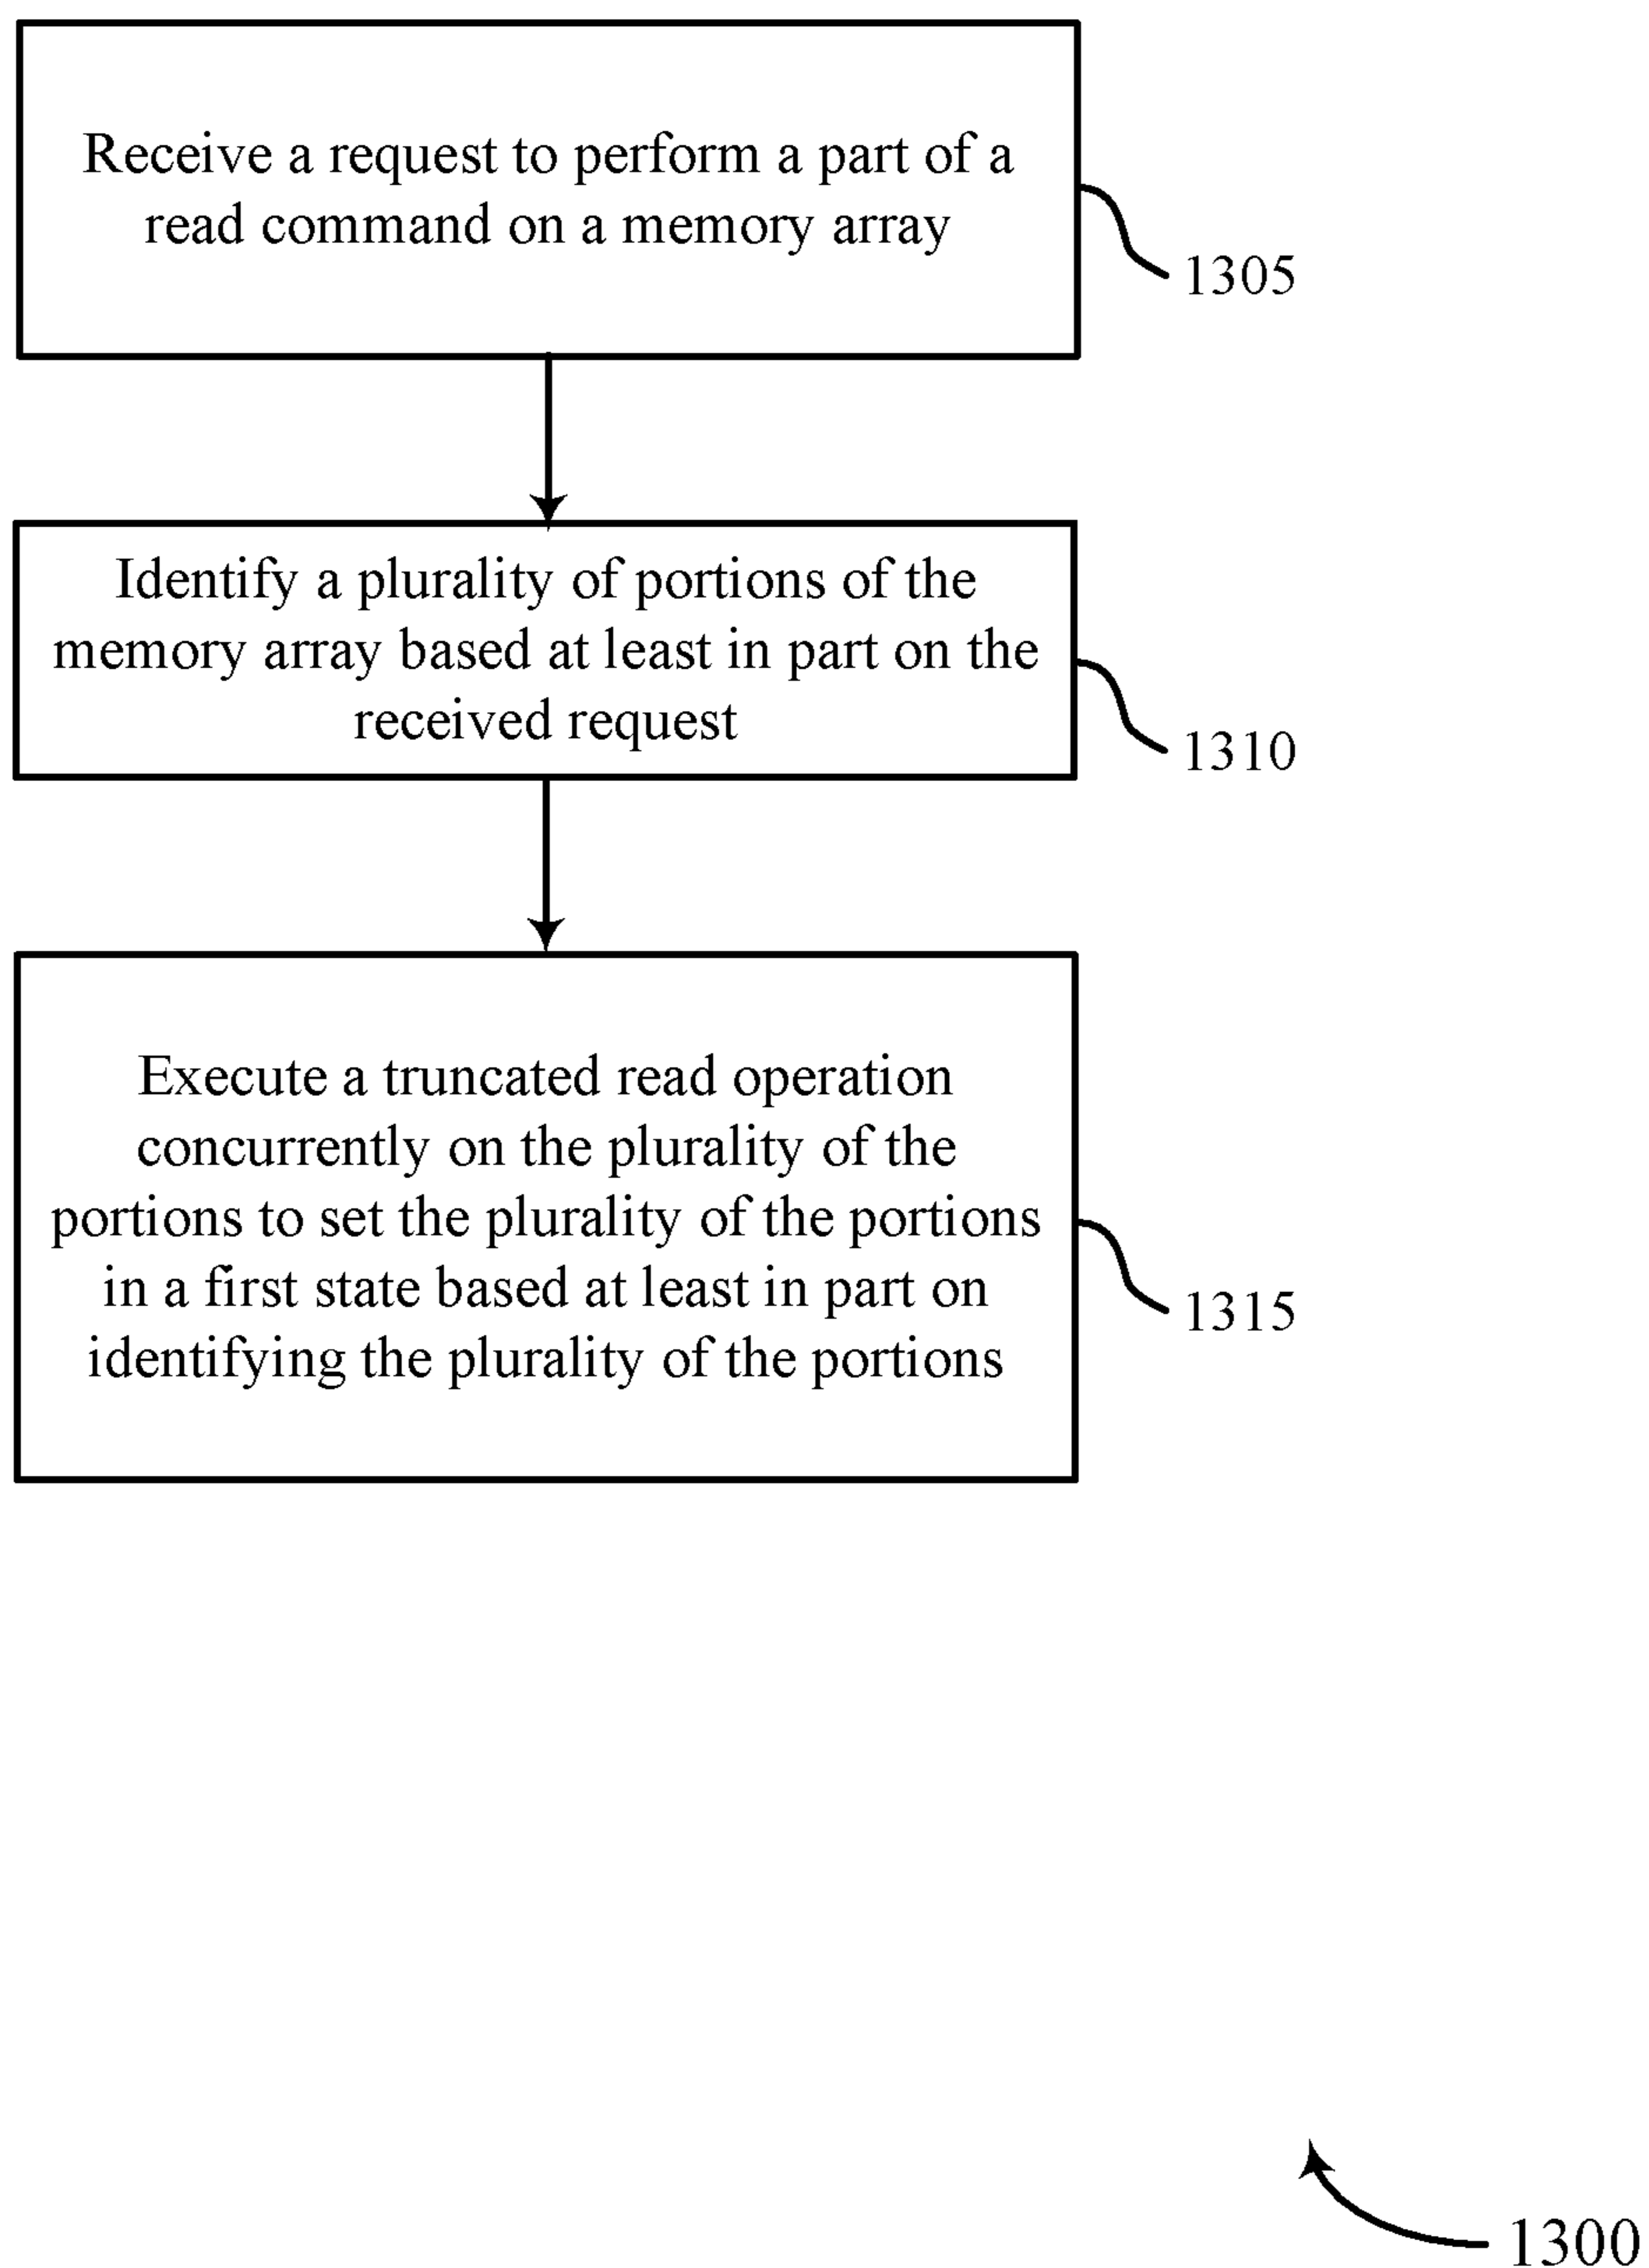 Receive a request to perform a part of a
read command on a memory array
1305
Identify a plurality of portions of the
memory array based at least in part on the
received request
1310
Execute a truncated read operation
concurrently on the plurality of the
portions to set the plurality of the portions
in a first state based at least in part on
identifying the plurality of the portions
1315
1300